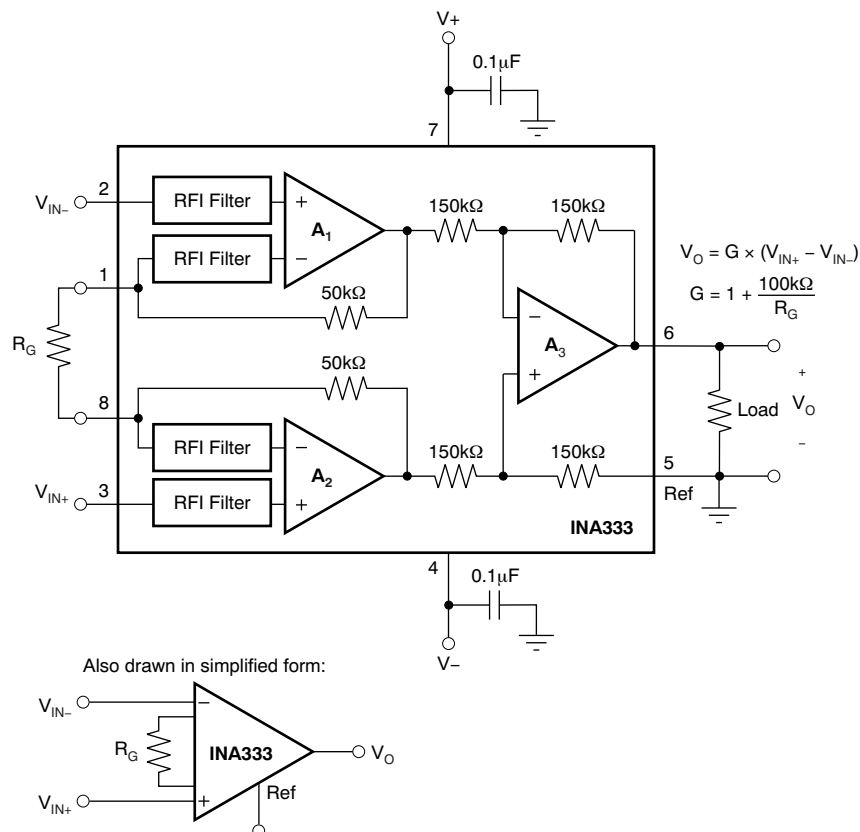 V+
0.1μF
7
2
V_IN–
RFI Filter
+
A₁
RFI Filter
–
1
50kΩ
150kΩ
150kΩ
R_G
–
A₃
+
6
V_O = G × (V_IN+ − V_IN–)
G = 1 + 100kΩ / R_G
8
50kΩ
RFI Filter
–
A₂
RFI Filter
+
V_IN+
3
150kΩ
150kΩ
5
Ref
Load
+
V_O
-
INA333
4
0.1μF
V–
Also drawn in simplified form:
V_IN–
–
R_G
INA333
V_O
V_IN+
+
Ref